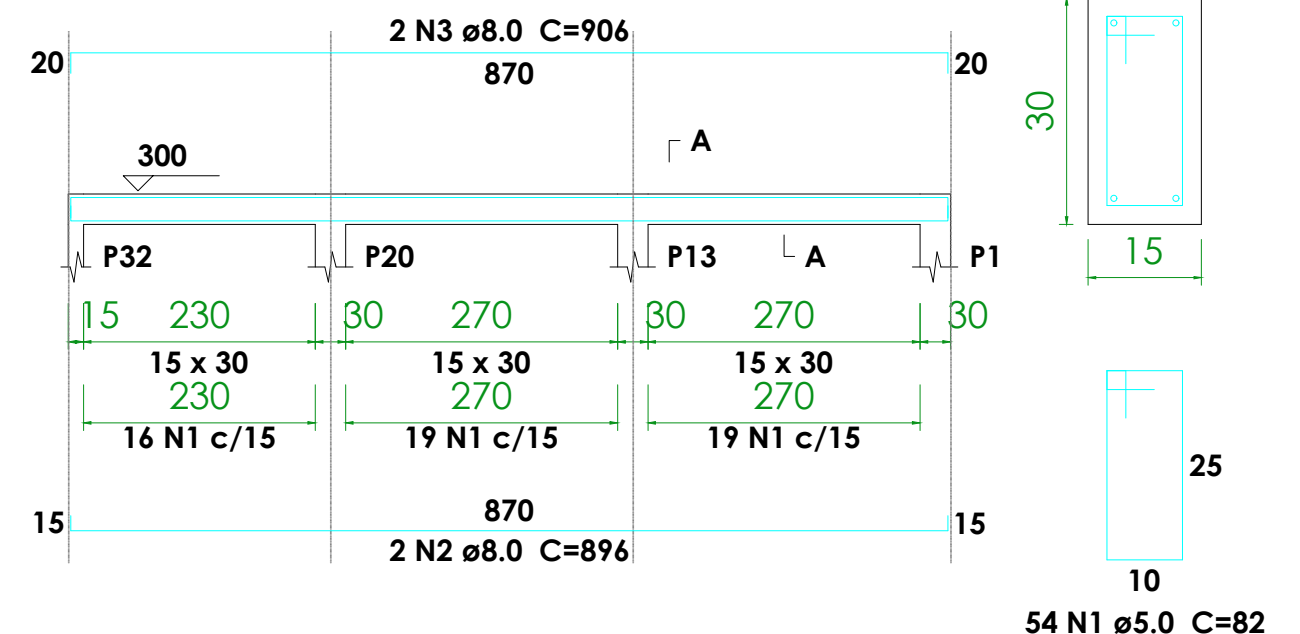 2 N3 ø8.0 C=906
20 870 20
A
300
30
P32 P20 P13 A P1
15
15 230 30 270 30 270 30
15 x 30 15 x 30 15 x 30
230 270 270
16 N1 c/15 19 N1 c/15 19 N1 c/15
25
15 870 15
2 N2 ø8.0 C=896
10
54 N1 ø5.0 C=82